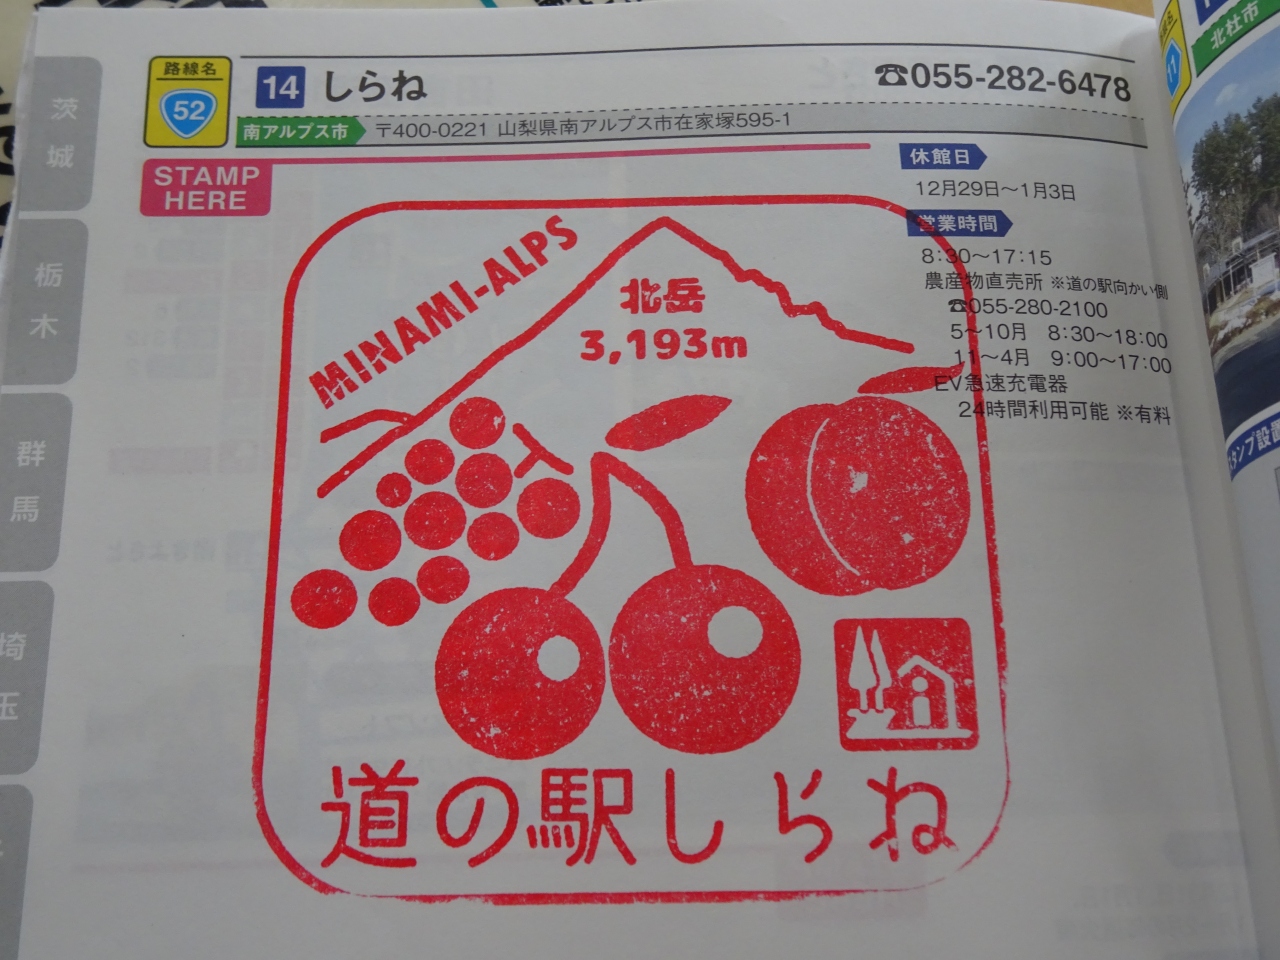 茨城
栃木
群馬
埼玉
路線名
52
14 しらね
☎055-282-6478
南アルプス市 〒400-0221 山梨県南アルプス市在家塚595-1
STAMP
HERE
休館日
12月29日～1月3日
営業時間
8:30～17:15
農産物直売所 ※道の駅向かい側
☎055-280-2100
5～10月 8:30～18:00
11～4月 9:00～17:00
EV急速充電器
24時間利用可能 ※有料
MINAMI-ALPS
北岳
3,193m
道の駅しらね
北杜市
スタンプ設置